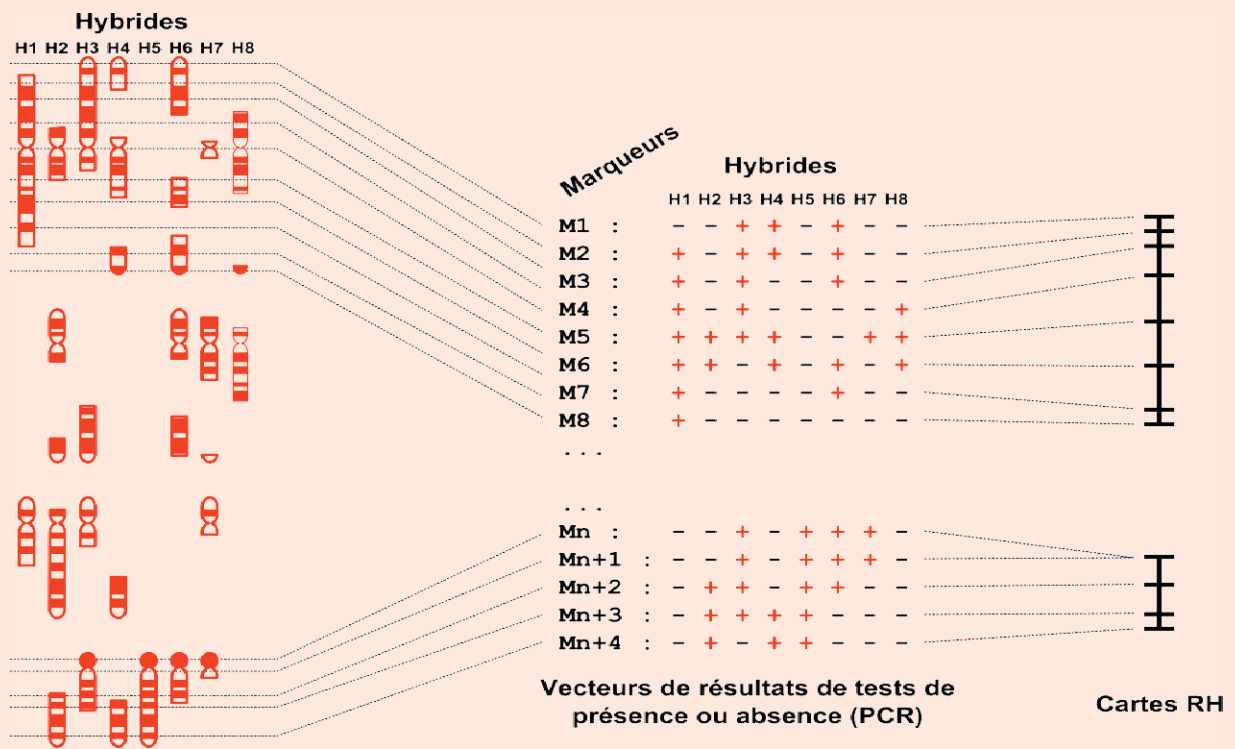 Hybrides
H1 H2 H3 H4 H5 H6 H7 H8
Marqueurs
Hybrides
H1 H2 H3 H4 H5 H6 H7 H8
M1 : - - + + - + - -
M2 : + - + + - + - -
M3 : + - + - - + - -
M4 : + - + - - - - +
M5 : + + + + - - + +
M6 : + + - + - + - +
M7 : + - - - - + - -
M8 : + - - - - - - -
...
...
Mn : - - + - + + + -
Mn+1 : - - + - + + + -
Mn+2 : - + + - + + - -
Mn+3 : - + + + + - - -
Mn+4 : - + - + + - - -
Vecteurs de résultats de tests de
présence ou absence (PCR)
Cartes RH